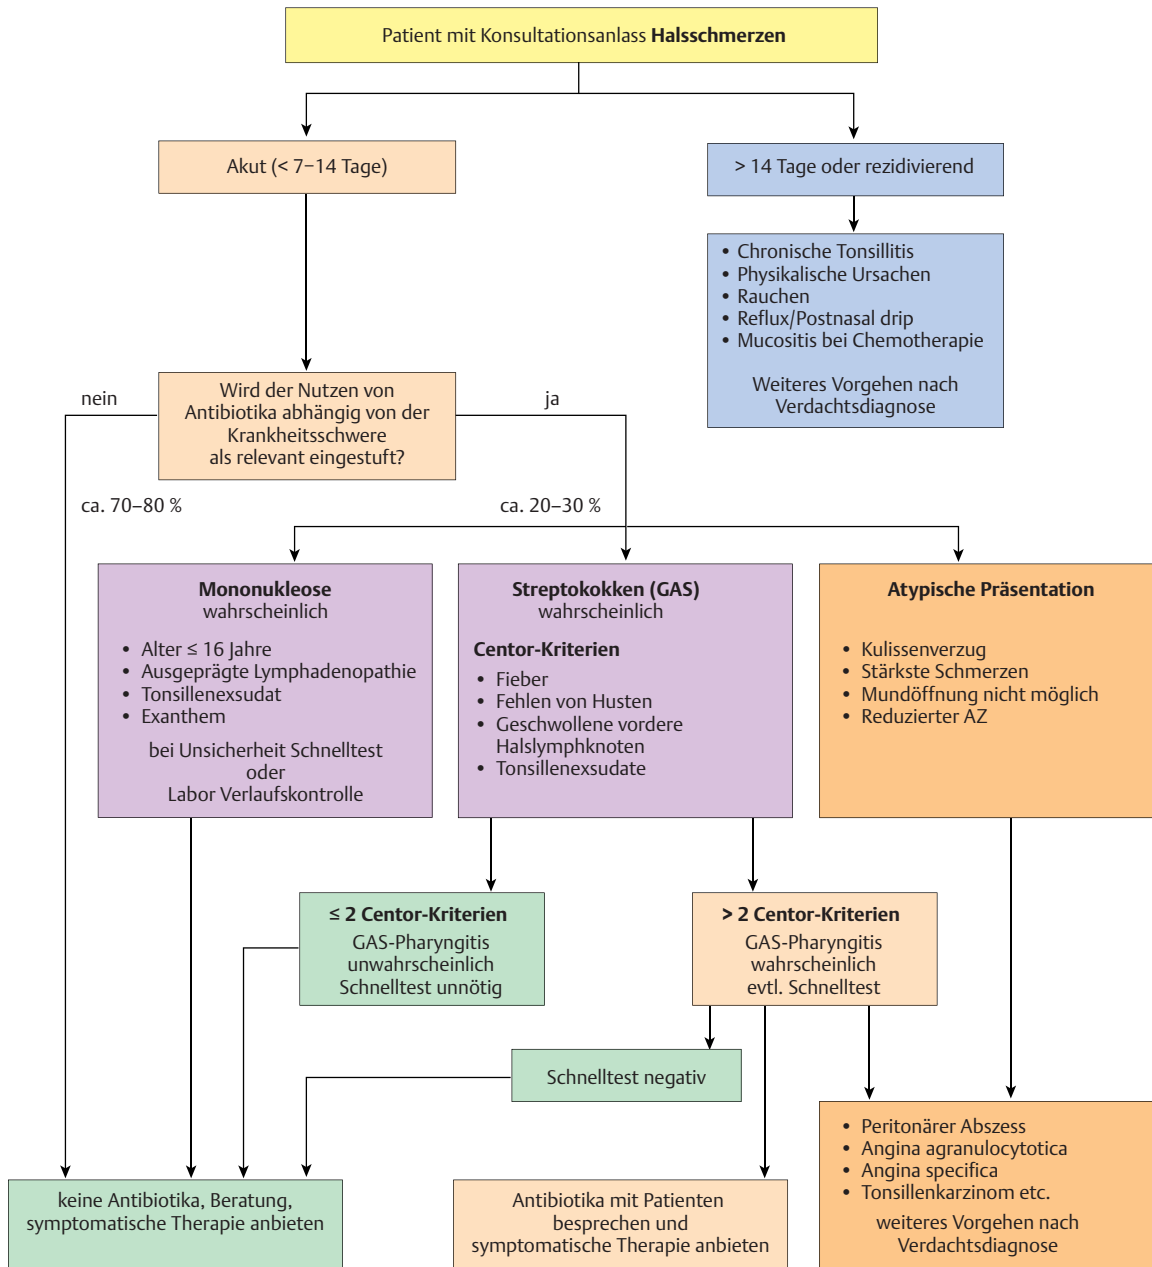 Patient mit Konsultationsanlass Halsschmerzen
Akut (< 7–14 Tage)
> 14 Tage oder rezidivierend
• Chronische Tonsillitis
• Physikalische Ursachen
• Rauchen
• Reflux/Postnasal drip
• Mucositis bei Chemotherapie
Weiteres Vorgehen nach
Verdachtsdiagnose
nein
Wird der Nutzen von
Antibiotika abhängig von der
Krankheitsschwere
als relevant eingestuft?
ja
ca. 70–80 %
ca. 20–30 %
Mononukleose
wahrscheinlich
• Alter ≤ 16 Jahre
• Ausgeprägte Lymphadenopathie
• Tonsillenexsudat
• Exanthem
bei Unsicherheit Schnelltest
oder
Labor Verlaufskontrolle
Streptokokken (GAS)
wahrscheinlich
Centor-Kriterien
• Fieber
• Fehlen von Husten
• Geschwollene vordere
Halslymphknoten
• Tonsillenexsudate
Atypische Präsentation
• Kulissenverzug
• Stärkste Schmerzen
• Mundöffnung nicht möglich
• Reduzierter AZ
≤ 2 Centor-Kriterien
GAS-Pharyngitis
unwahrscheinlich
Schnelltest unnötig
> 2 Centor-Kriterien
GAS-Pharyngitis
wahrscheinlich
evtl. Schnelltest
Schnelltest negativ
keine Antibiotika, Beratung,
symptomatische Therapie anbieten
Antibiotika mit Patienten
besprechen und
symptomatische Therapie anbieten
• Peritonärer Abszess
• Angina agranulocytotica
• Angina specifica
• Tonsillenkarzinom etc.
weiteres Vorgehen nach
Verdachtsdiagnose